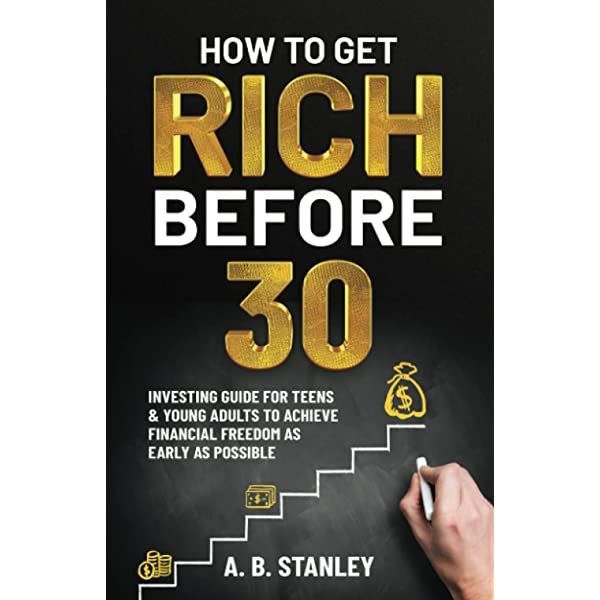 HOW TO GET
RICH
BEFORE
30
INVESTING GUIDE FOR TEENS
& YOUNG ADULTS TO ACHIEVE
FINANCIAL FREEDOM AS
EARLY AS POSSIBLE
$
$
$
A. B. STANLEY